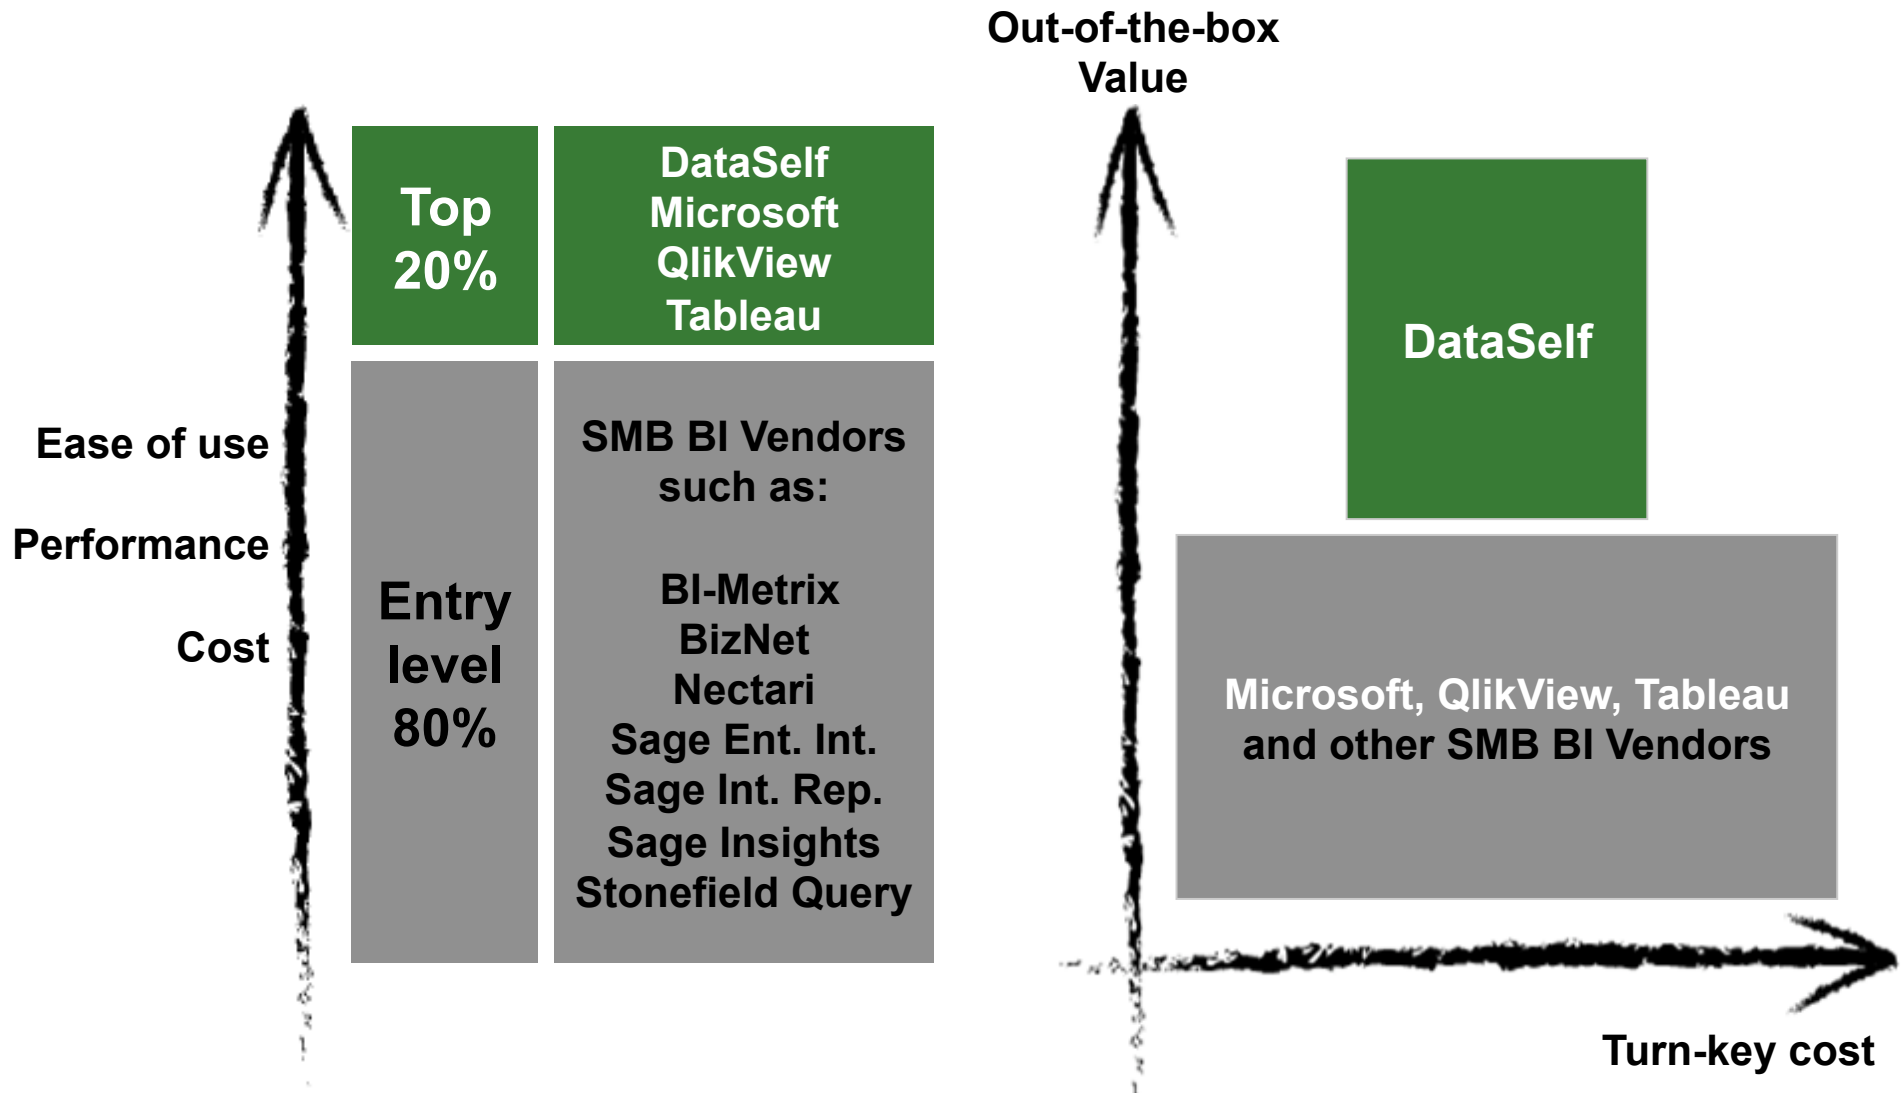 Ease of use
Performance
Cost
Top
20%
DataSelf
Microsoft
QlikView
Tableau
Entry
level
80%
SMB BI Vendors
such as:
BI-Metrix
BizNet
Nectari
Sage Ent. Int.
Sage Int. Rep.
Sage Insights
Stonefield Query
Out-of-the-box
Value
DataSelf
Microsoft, QlikView, Tableau
and other SMB BI Vendors
Turn-key cost